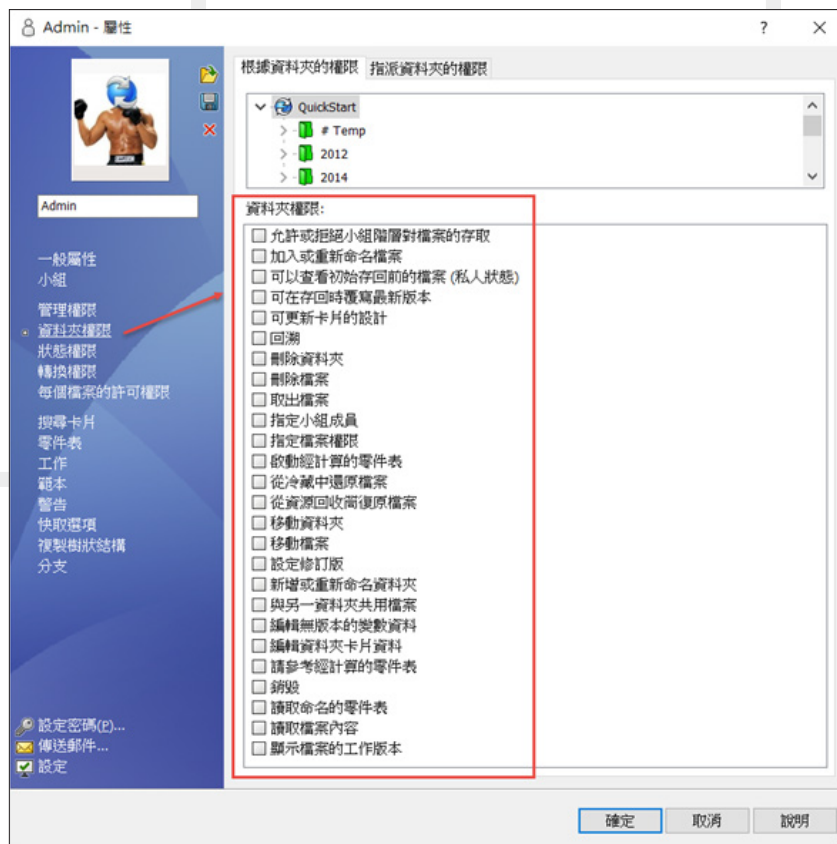 Admin - 屬性
根據資料夾的權限 指派資料夾的權限
QuickStart
# Temp
2012
2014
Admin
一般屬性
小組
管理權限
資料夾權限
狀態權限
轉換權限
每個檔案的許可權限
搜尋卡片
零件表
工作
範本
警告
快取選項
複製樹狀結構
分支
設定密碼(P)...
傳送郵件...
設定
資料夾權限:
允許或拒絕小組階層對檔案的存取
加入或重新命名檔案
可以查看初始存回前的檔案 (私人狀態)
可在存回時覆寫最新版本
可更新卡片的設計
回溯
刪除資料夾
刪除檔案
取出檔案
指定小組成員
指定檔案權限
啟動經計算的零件表
從冷藏中還原檔案
從資源回收筒復原檔案
移動資料夾
移動檔案
設定修訂版
新增或重新命名資料夾
與另一資料夾共用檔案
編輯無版本的變數資料
編輯資料夾卡片資料
請參考經計算的零件表
銷毀
讀取命名的零件表
讀取檔案內容
顯示檔案的工作版本
確定
取消
說明